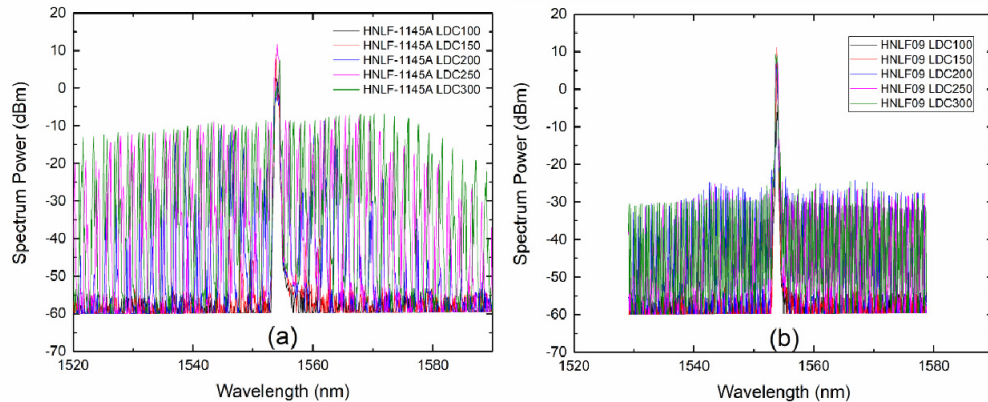 20
10
0
-10
-20
-30
-40
-50
-60
-70
Spectrum Power (dBm)
HNLF-1145A LDC100
HNLF-1145A LDC150
HNLF-1145A LDC200
HNLF-1145A LDC250
HNLF-1145A LDC300
(a)
1520 1540 1560 1580
Wavelength (nm)
20
10
0
-10
-20
-30
-40
-50
-60
-70
Spectrum Power (dBm)
HNLF09 LDC100
HNLF09 LDC150
HNLF09 LDC200
HNLF09 LDC250
HNLF09 LDC300
(b)
1520 1540 1560 1580 1590
Wavelength (nm)